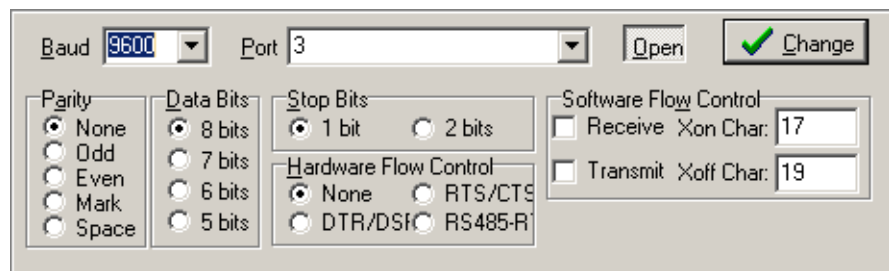 Baud 9600 Port 3 Open Change
Parity
None
Odd
Even
Mark
Space
Data Bits
8 bits
7 bits
6 bits
5 bits
Stop Bits
1 bit 2 bits
Hardware Flow Control
None RTS/CTS
DTR/DSR RS485-R
Software Flow Control
Receive Xon Char: 17
Transmit Xoff Char: 19